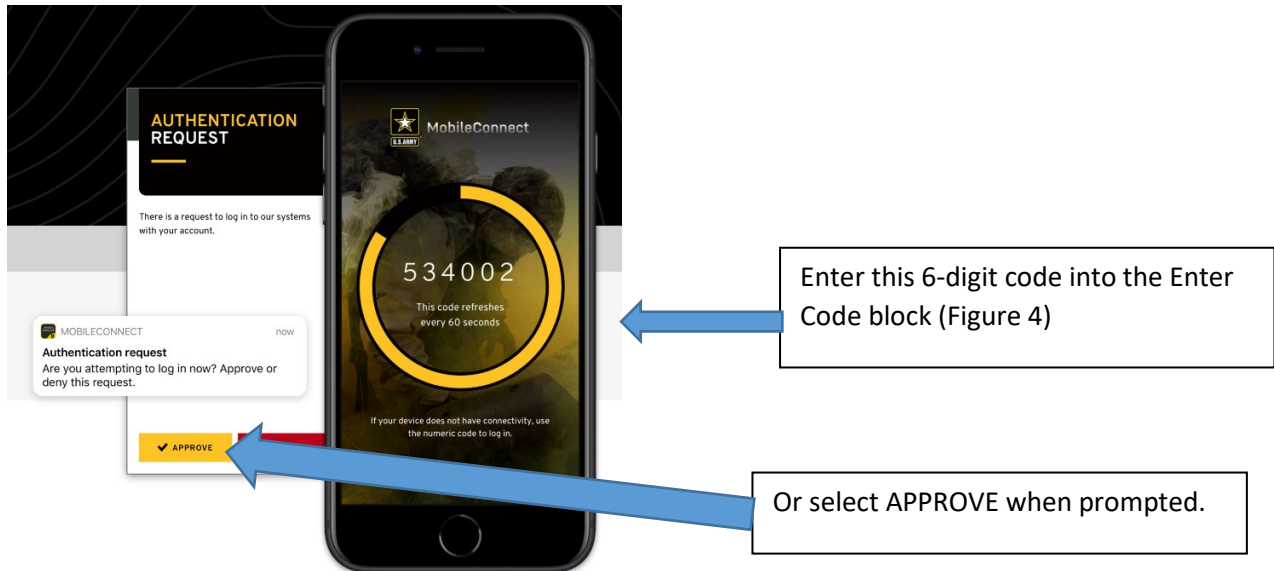 AUTHENTICATION
REQUEST
There is a request to log in to our systems
with your account.
MOBILECONNECT now
Authentication request
Are you attempting to log in now? Approve or
deny this request.
APPROVE
U.S.ARMY
MobileConnect
534002
This code refreshes
every 60 seconds
If your device does not have connectivity, use
the numeric code to log in.
Enter this 6-digit code into the Enter
Code block (Figure 4)
Or select APPROVE when prompted.